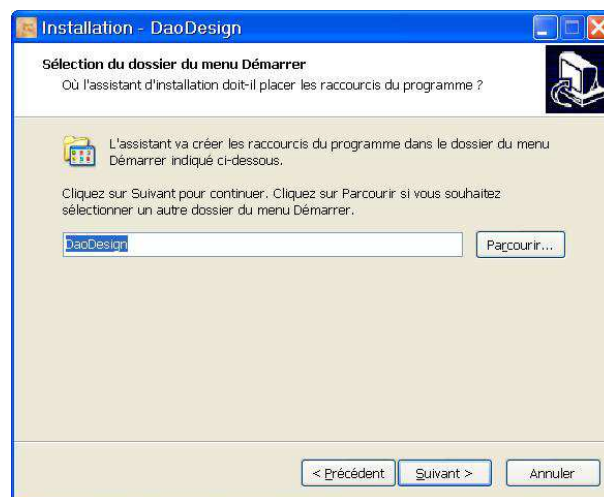 Installation - DaoDesign
Sélection du dossier du menu Démarrer
Où l'assistant d'installation doit-il placer les raccourcis du programme ?
L'assistant va créer les raccourcis du programme dans le dossier du menu
Démarrer indiqué ci-dessous.
Cliquez sur Suivant pour continuer. Cliquez sur Parcourir si vous souhaitez
sélectionner un autre dossier du menu Démarrer.
DaoDesign
Parcourir...
< Précédent
Suivant >
Annuler